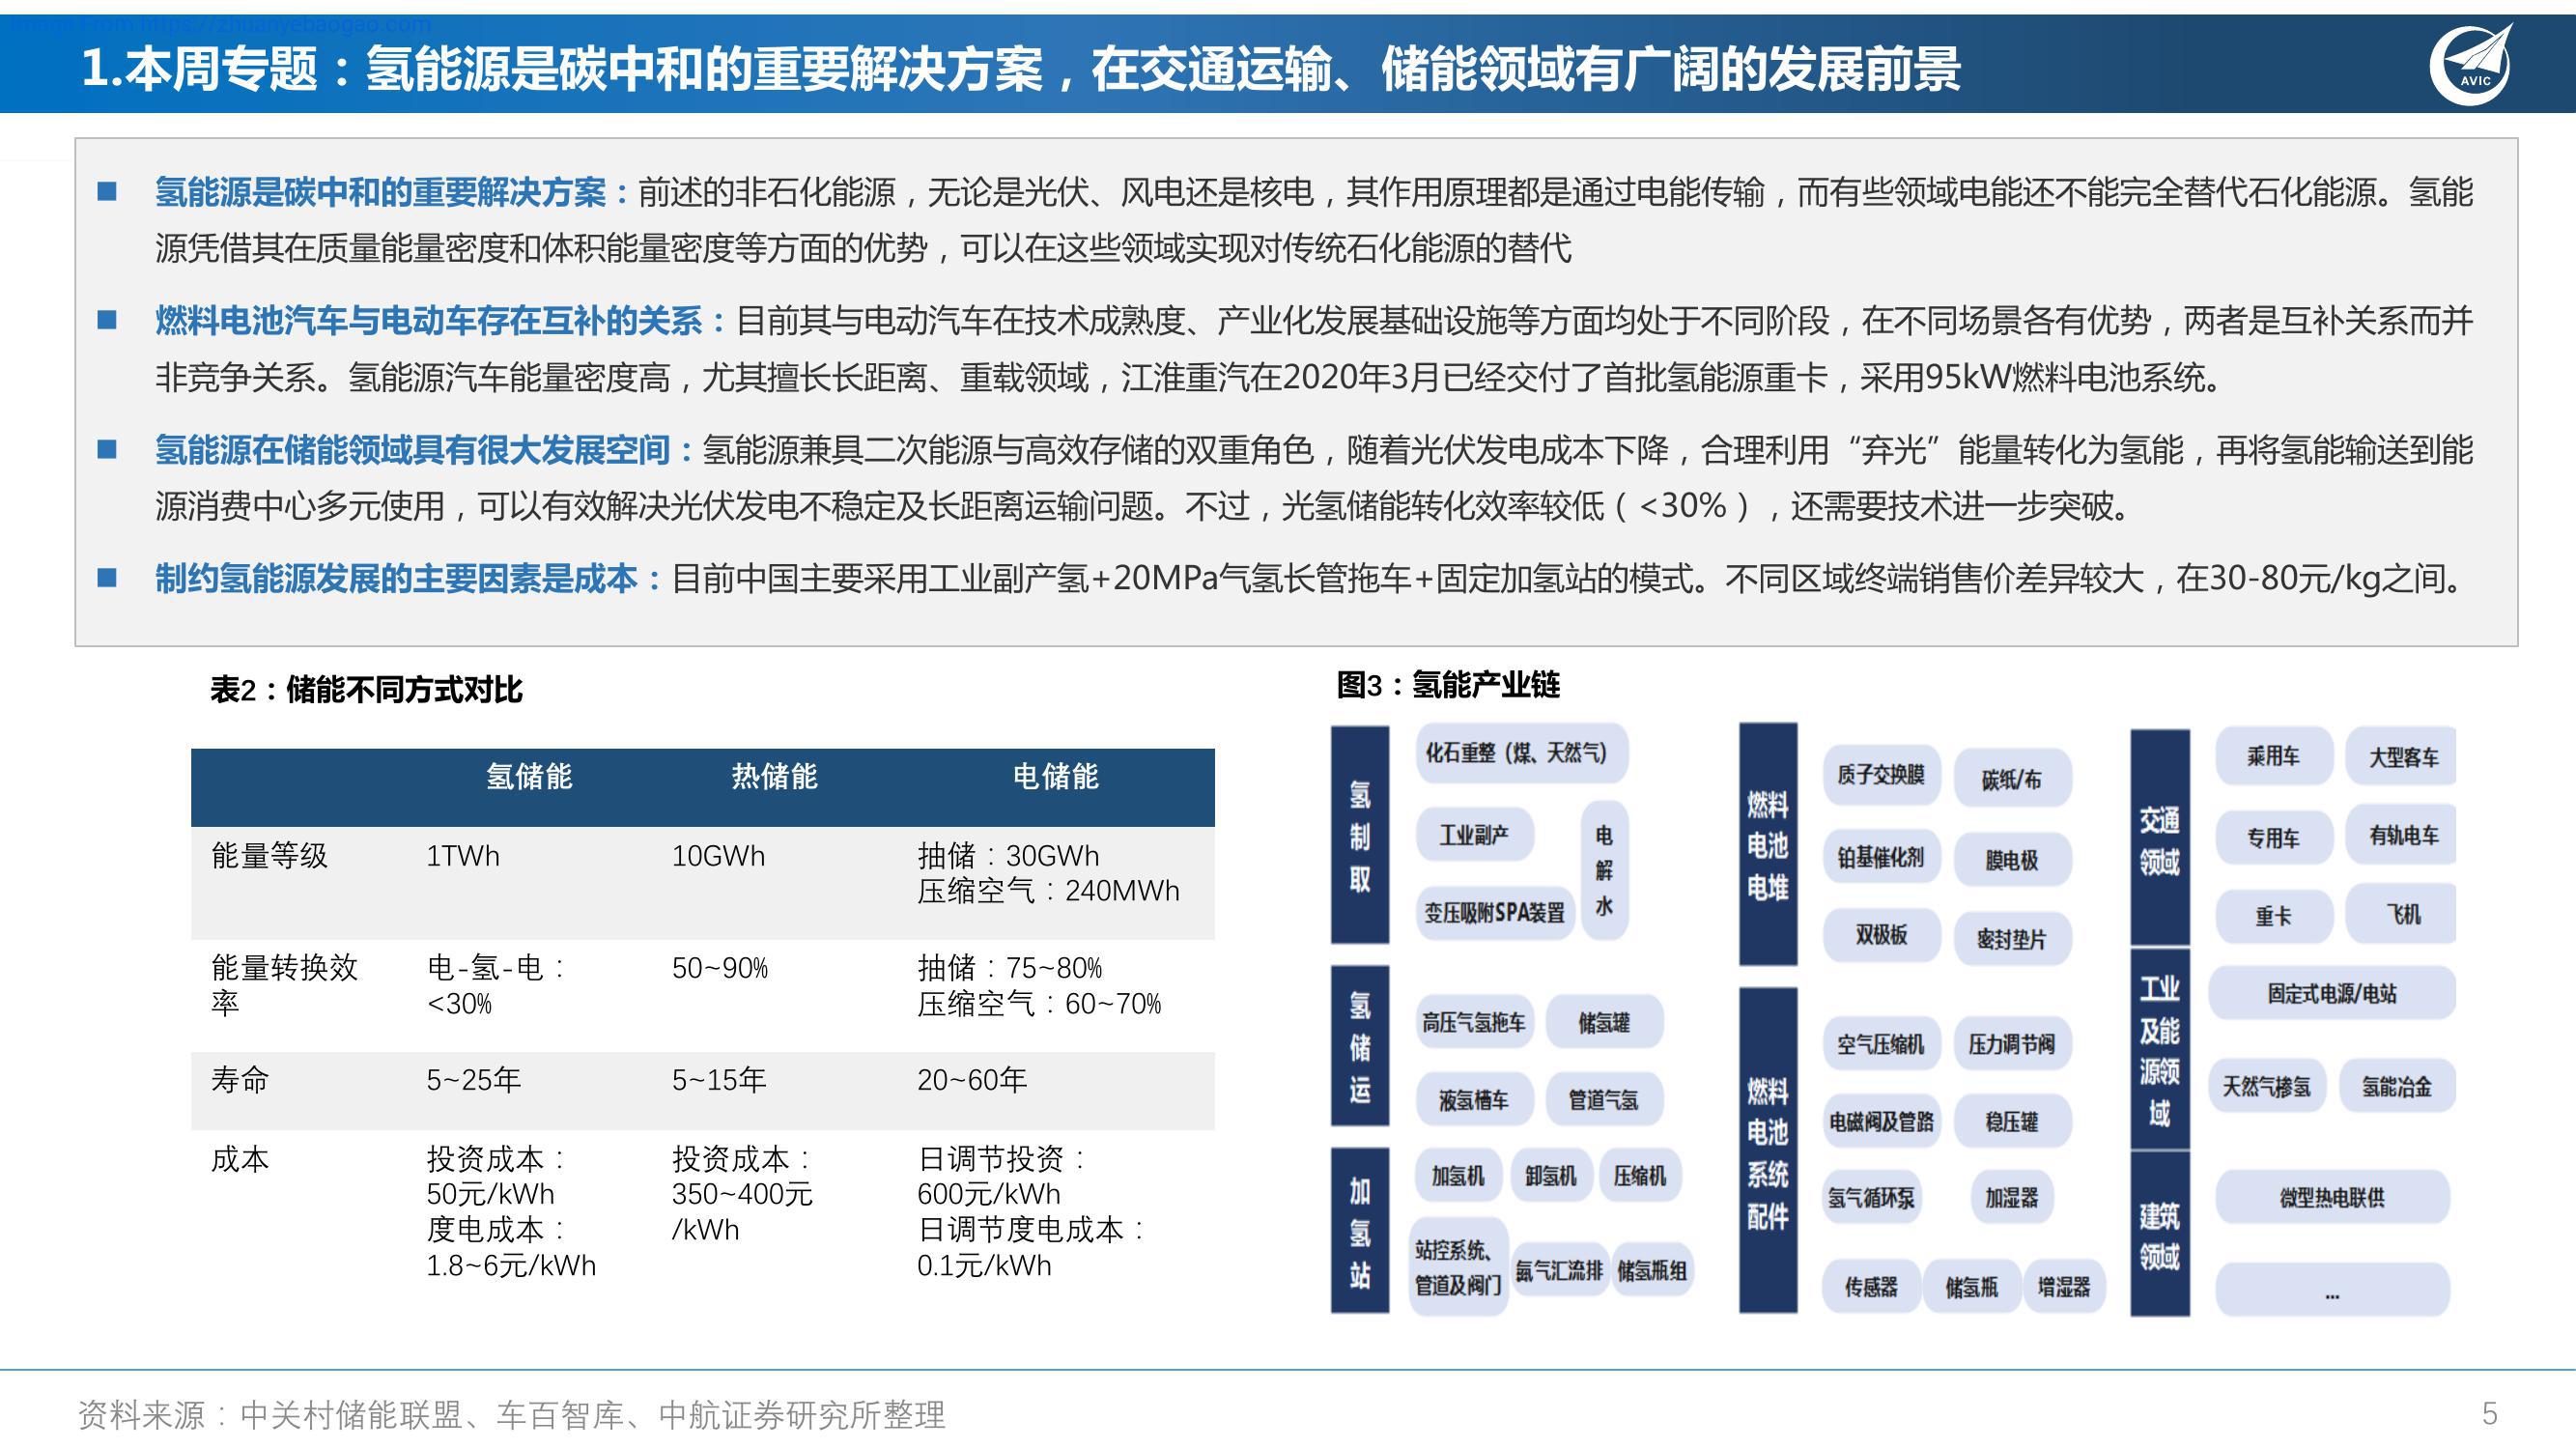 Image From https://zhuanyebaogao.com
1.本周专题：氢能源是碳中和的重要解决方案，在交通运输、储能领域有广阔的发展前景
AVIC
■ 氢能源是碳中和的重要解决方案：前述的非石化能源，无论是光伏、风电还是核电，其作用原理都是通过电能传输，而有些领域电能还不能完全替代石化能源。氢能
源凭借其在质量能量密度和体积能量密度等方面的优势，可以在这些领域实现对传统石化能源的替代
■ 燃料电池汽车与电动车存在互补的关系：目前其与电动汽车在技术成熟度、产业化发展基础设施等方面均处于不同阶段，在不同场景各有优势，两者是互补关系而并
非竞争关系。氢能源汽车能量密度高，尤其擅长长距离、重载领域，江淮重汽在2020年3月已经交付了首批氢能源重卡，采用95kW燃料电池系统。
■ 氢能源在储能领域具有很大发展空间：氢能源兼具二次能源与高效存储的双重角色，随着光伏发电成本下降，合理利用“弃光”能量转化为氢能，再将氢能输送到能
源消费中心多元使用，可以有效解决光伏发电不稳定及长距离运输问题。不过，光氢储能转化效率较低（<30%），还需要技术进一步突破。
■ 制约氢能源发展的主要因素是成本：目前中国主要采用工业副产氢+20MPa气氢长管拖车+固定加氢站的模式。不同区域终端销售价差异较大，在30-80元/kg之间。
表2：储能不同方式对比
氢储能 热储能 电储能
能量等级 1TWh 10GWh 抽储：30GWh
压缩空气：240MWh
能量转换效 电-氢-电： 50~90% 抽储：75~80%
率 <30% 压缩空气：60~70%
寿命 5~25年 5~15年 20~60年
成本 投资成本： 投资成本： 日调节投资：
50元/kWh 350~400元 600元/kWh
度电成本： /kWh 日调节度电成本：
1.8~6元/kWh 0.1元/kWh
图3：氢能产业链
氢制取
化石重整（煤、天然气）
工业副产
电解水
变压吸附SPA装置
氢储运
高压气氢拖车 储氢罐
液氢槽车 管道气氢
加氢站
加氢机 卸氢机 压缩机
站控系统、
管道及阀门
氮气汇流排 储氢瓶组
燃料电池电堆
质子交换膜 碳纸/布
铂基催化剂 膜电极
双极板 密封垫片
燃料电池系统配件
空气压缩机 压力调节阀
电磁阀及管路 稳压罐
氢气循环泵 加湿器
传感器 储氢瓶 增湿器
交通领域
乘用车 大型客车
专用车 有轨电车
重卡 飞机
工业及能源领域
固定式电源/电站
天然气掺氢 氢能冶金
建筑领域
微型热电联供
...
资料来源：中关村储能联盟、车百智库、中航证券研究所整理
5